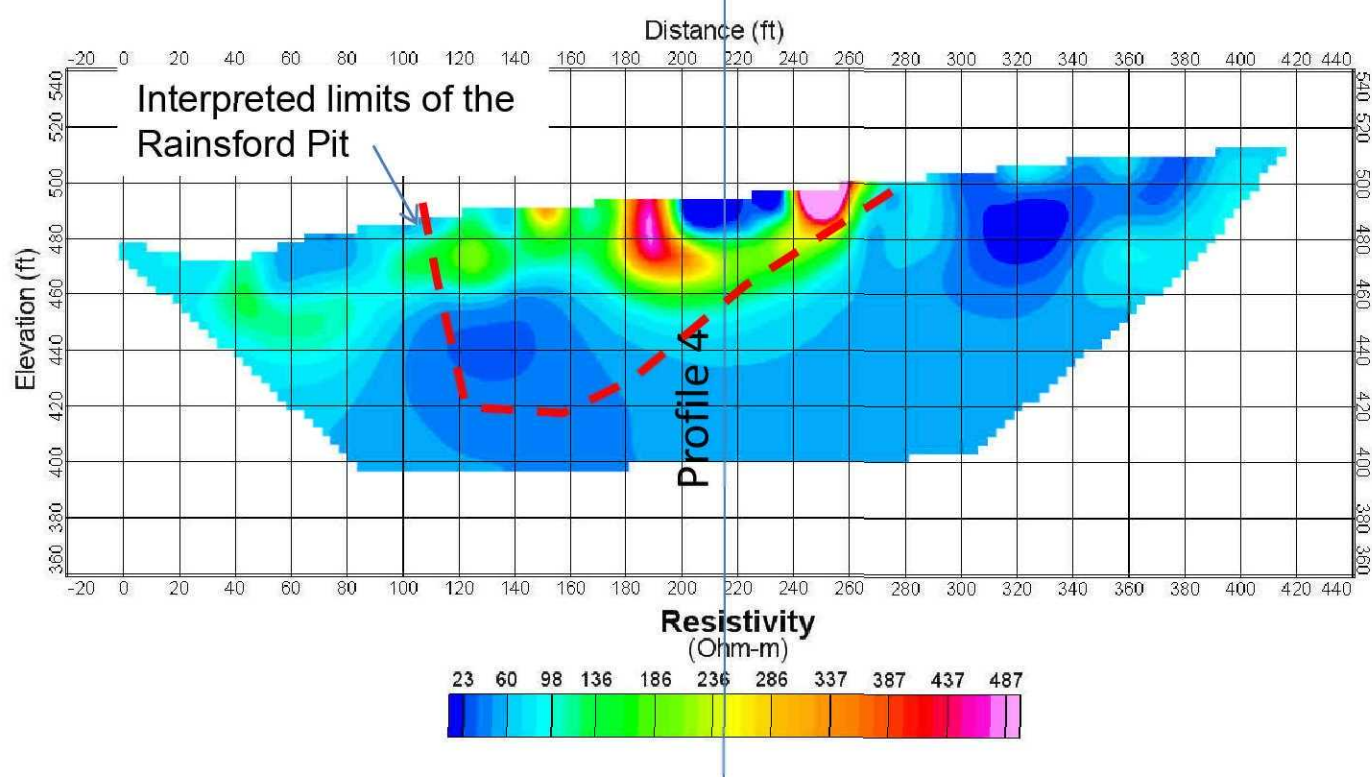 Distance (ft)
-20 0 20 40 60 80 100 120 140 160 180 200 220 240 260 280 300 320 340 360 380 400 420 440
Interpreted limits of the
Rainsford Pit
540
520
500
480
460
440
420
400
380
360
Elevation (ft)
Profile 4
540
520
500
480
460
440
420
400
380
360
-20 0 20 40 60 80 100 120 140 160 180 200 220 240 260 280 300 320 340 360 380 400 420 440
Resistivity
(Ohm-m)
23 60 98 136 186 236 286 337 387 437 487